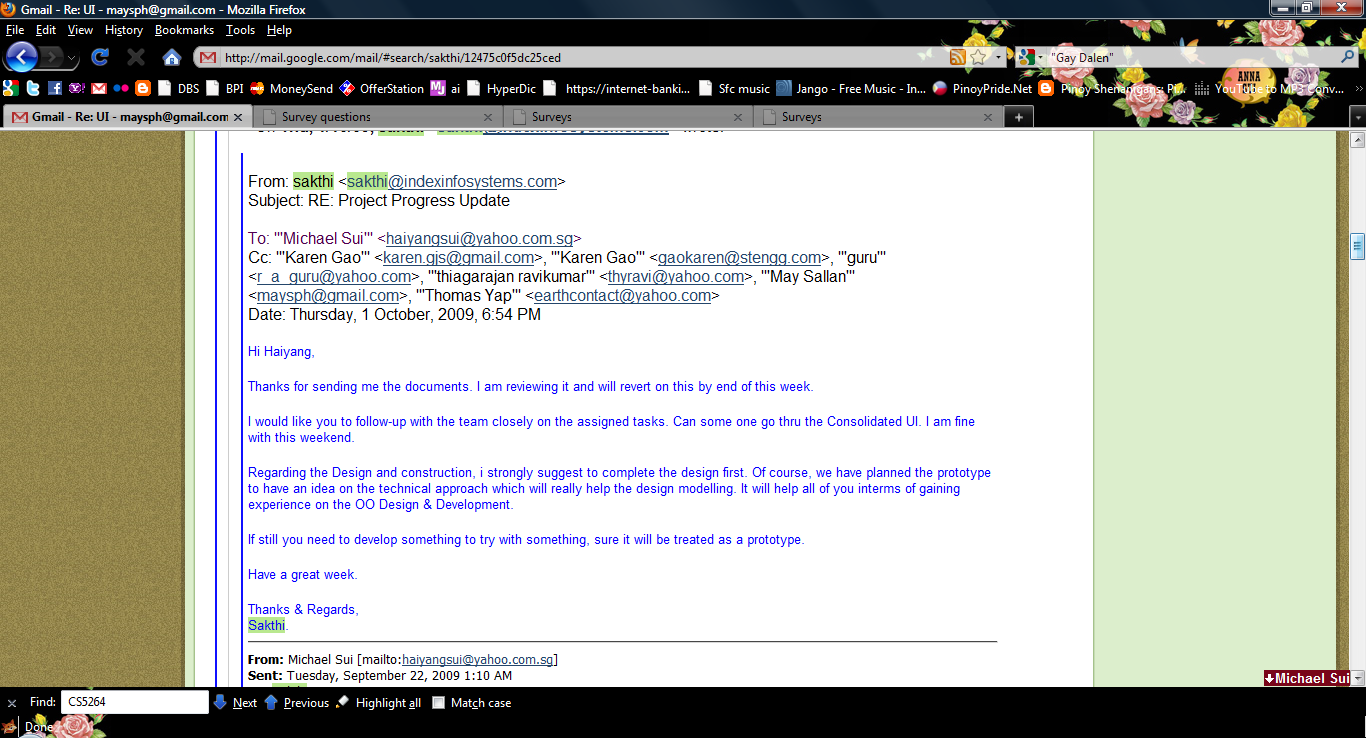 Gmail - Re: UI - maysph@gmail.com - Mozilla Firefox
File Edit View History Bookmarks Tools Help
http://mail.google.com/mail/#search/sakthi/12475c0f5dc25ced
"Gay Dalen"
DBS BPI MoneySend OfferStation ai HyperDic https://internet-banki... Sfc music Jango - Free Music - In... PinoyPride.Net Pinoy Shenanigans: Pi... YouTube to MP3 Conv... »
ANNA
Gmail - Re: UI - maysph@gmail.com Survey questions Surveys Surveys
From: sakthi <sakthi@indexinfosystems.com>
Subject: RE: Project Progress Update
To: "'Michael Sui'" <haiyangsui@yahoo.com.sg>
Cc: "'Karen Gao'" <karen.gjs@gmail.com>, "'Karen Gao'" <gaokaren@stengg.com>, "'guru'"
<r_a_guru@yahoo.com>, "'thiagarajan ravikumar'" <thyravi@yahoo.com>, "'May Sallan'"
<maysph@gmail.com>, "'Thomas Yap'" <earthcontact@yahoo.com>
Date: Thursday, 1 October, 2009, 6:54 PM
Hi Haiyang,
Thanks for sending me the documents. I am reviewing it and will revert on this by end of this week.
I would like you to follow-up with the team closely on the assigned tasks. Can some one go thru the Consolidated UI. I am fine
with this weekend.
Regarding the Design and construction, i strongly suggest to complete the design first. Of course, we have planned the prototype
to have an idea on the technical approach which will really help the design modelling. It will help all of you interms of gaining
experience on the OO Design & Development.
If still you need to develop something to try with something, sure it will be treated as a prototype.
Have a great week.
Thanks & Regards,
Sakthi.
From: Michael Sui [mailto:haiyangsui@yahoo.com.sg]
Sent: Tuesday, September 22, 2009 1:10 AM
Michael Sui
Find: CS5264 Next Previous Highlight all Match case
Done